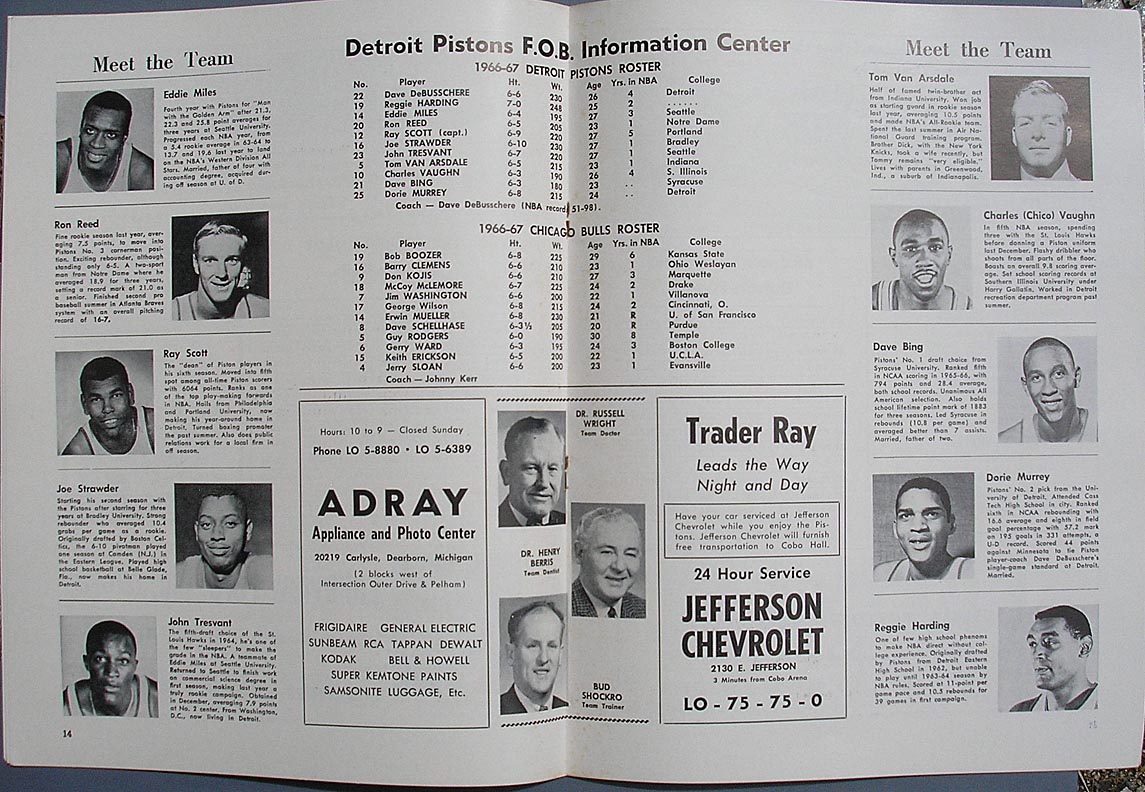 Meet the Team
Eddie Miles
Fourth year with Pistons for "Man
with the Golden Arm" after 21.3,
22.3 and 25.8 point averages for
three years at Seattle University.
Progressed each NBA year, from
a 5.4 rookie average in 63-64 to
13.7 and 19.6 last year to land
on the NBA's Western Division All
Stars. Married, father of four with
accounting degree, acquired dur-
ing off season at U. of D.
Ron Reed
Fine rookie season last year, aver-
aging 7.5 points, to move into
Pistons No. 3 cornerman posi-
tion. Exciting rebounder, although
standing only 6-5. A two-sport
man from Notre Dame where he
averaged 18.9 for three years,
setting a record mark of 21.0 as
a senior. Finished second pro
baseball summer in Atlanta Braves
system with an overall pitching
record of 16-7.
Ray Scott
The "dean" of Piston players in
his sixth season. Moved into fifth
spot among all-time Piston scorers
with 6064 points. Ranks as one
of the top play-making forwards
in NBA. Hails from Philadelphia
and Portland University, now
making his year-around home in
Detroit. Turned boxing promoter
the past summer. Also does public
relations work for a local firm in
off season.
Joe Strawder
Starting his second season with
the Pistons after starring for three
years at Bradley University. Strong
rebounder who averaged 10.4
grabs per game as a rookie.
Originally drafted by Boston Cel-
tics, the 6-10 pivotman played
one season at Camden (N.J.) in
the Eastern League. Played high
school basketball at Belle Glade,
Fla., now makes his home in
Detroit.
John Tresvant
The fifth-draft choice of the St.
Louis Hawks in 1964, he's one of
the few "sleepers" to make the
grade in the NBA. A teammate of
Eddie Miles at Seattle University.
Returned to Seattle to finish work
on commercial science degree in
first season, making last year a
truly rookie campaign. Obtained
in December, averaging 7.9 points
at No. 2 center. From Washington,
D.C., now living in Detroit.
14
Detroit Pistons F.O.B. Information Center
1966-67 DETROIT PISTONS ROSTER
No. Player Ht. Wt. Age Yrs. in NBA College
22 Dave DeBUSSCHERE 6-6 230 26 4 Detroit
19 Reggie HARDING 7-0 248 25 2 ......
14 Eddie MILES 6-4 195 27 3 Seattle
20 Ron REED 6-5 205 23 1 Notre Dame
12 Ray SCOTT (capt.) 6-9 220 27 5 Portland
16 Joe STRAWDER 6-10 230 27 1 Bradley
23 John TRESVANT 6-7 220 27 1 Seattle
5 Tom VAN ARSDALE 6-5 215 23 1 Indiana
10 Charles VAUGHN 6-3 190 26 4 S. Illinois
21 Dave BING 6-3 180 23 .. Syracuse
25 Dorie MURREY 6-8 215 24 .. Detroit
Coach — Dave DeBusschere (NBA record 51-98).
1966-67 CHICAGO BULLS ROSTER
No. Player Ht. Wt. Age Yrs. in NBA College
19 Bob BOOZER 6-8 225 29 6 Kansas State
16 Barry CLEMENS 6-6 210 23 1 Ohio Wesleyan
9 Don KOJIS 6-6 210 27 3 Marquette
18 McCoy McLEMORE 6-7 225 24 2 Drake
7 Jim WASHINGTON 6-6 200 22 1 Villanova
17 George Wilson 6-8 215 24 2 Cincinnati, O.
14 Erwin MUELLER 6-8 230 21 R U. of San Francisco
8 Dave SCHELLHASE 6-3½ 205 20 R Purdue
5 Guy RODGERS 6-0 190 30 8 Temple
6 Gerry WARD 6-3 195 24 3 Boston College
15 Keith ERICKSON 6-5 200 22 1 U.C.L.A.
4 Jerry SLOAN 6-6 200 23 1 Evansville
Coach — Johnny Kerr
Hours: 10 to 9 — Closed Sunday
Phone LO 5-8880 • LO 5-6389
ADRAY
Appliance and Photo Center
20219 Carlysle, Dearborn, Michigan
(2 blocks west of
Intersection Outer Drive & Pelham)
FRIGIDAIRE GENERAL ELECTRIC
SUNBEAM RCA TAPPAN DEWALT
KODAK BELL & HOWELL
SUPER KEMTONE PAINTS
SAMSONITE LUGGAGE, Etc.
DR. RUSSELL
WRIGHT
Team Doctor
DR. HENRY
BERRIS
Team Dentist
BUD
SHOCKRO
Team Trainer
Trader Ray
Leads the Way
Night and Day
Have your car serviced at Jefferson
Chevrolet while you enjoy the Pis-
tons. Jefferson Chevrolet will furnish
free transportation to Cobo Hall.
24 Hour Service
JEFFERSON
CHEVROLET
2130 E. JEFFERSON
3 Minutes from Cobo Arena
LO - 75 - 75 - 0
Meet the Team
Tom Van Arsdale
Half of famed twin-brother act
from Indiana University. Won job
as starting guard in rookie season
last year, averaging 10.5 points
and made NBA's All-Rookie team.
Spent the last summer in Air Na-
tional Guard training program.
Brother Dick, with the New York
Knicks, took a wife recently, but
Tommy remains "very eligible."
Lives with parents in Greenwood,
Ind., a suburb of Indianapolis.
Charles (Chico) Vaughn
In fifth NBA season, spending
three with the St. Louis Hawks
before donning a Piston uniform
last December. Flashy dribbler who
shoots from all parts of the floor.
Boasts an overall 9.8 scoring aver-
age. Set school scoring records at
Southern Illinois University under
Harry Gallatin. Worked in Detroit
recreation department program past
summer.
Dave Bing
Pistons' No. 1 draft choice from
Syracuse University. Ranked fifth
in NCAA scoring in 1965-66, with
794 points and 28.4 average,
both school records. Unanimous All
American selection. Also holds
school lifetime point mark of 1883
for three seasons. Led Syracuse in
rebounds (10.8 per game) and
averaged better than 7 assists.
Married, father of two.
Dorie Murrey
Pistons' No. 2 pick from the Uni-
versity of Detroit. Attended Cass
Tech High School in city. Ranked
sixth in NCAA rebounding with
16.6 average and eighth in field
goal percentage with 57.2 mark
on 195 goals in 331 attempts, a
U-D record. Scored 44 points
against Minnesota to tie Piston
player-coach Dave DeBusschere's
single-game standard at Detroit.
Married.
Reggie Harding
One of few high school phenoms
to make NBA direct without col-
lege experience. Originally drafted
by Pistons from Detroit Eastern
High School in 1962, but was
unable to play until 1963-64 season by
NBA rules. Scored at 11-point per
game pace and 10.5 rebounds for
39 games in first campaign.